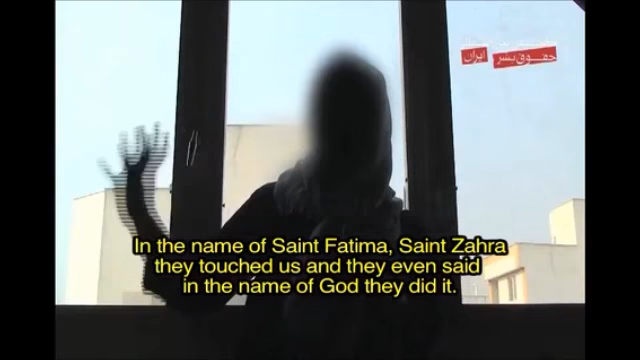 حقوق بشر ایران
In the name of Saint Fatima, Saint Zahra
they touched us and they even said
in the name of God they did it.